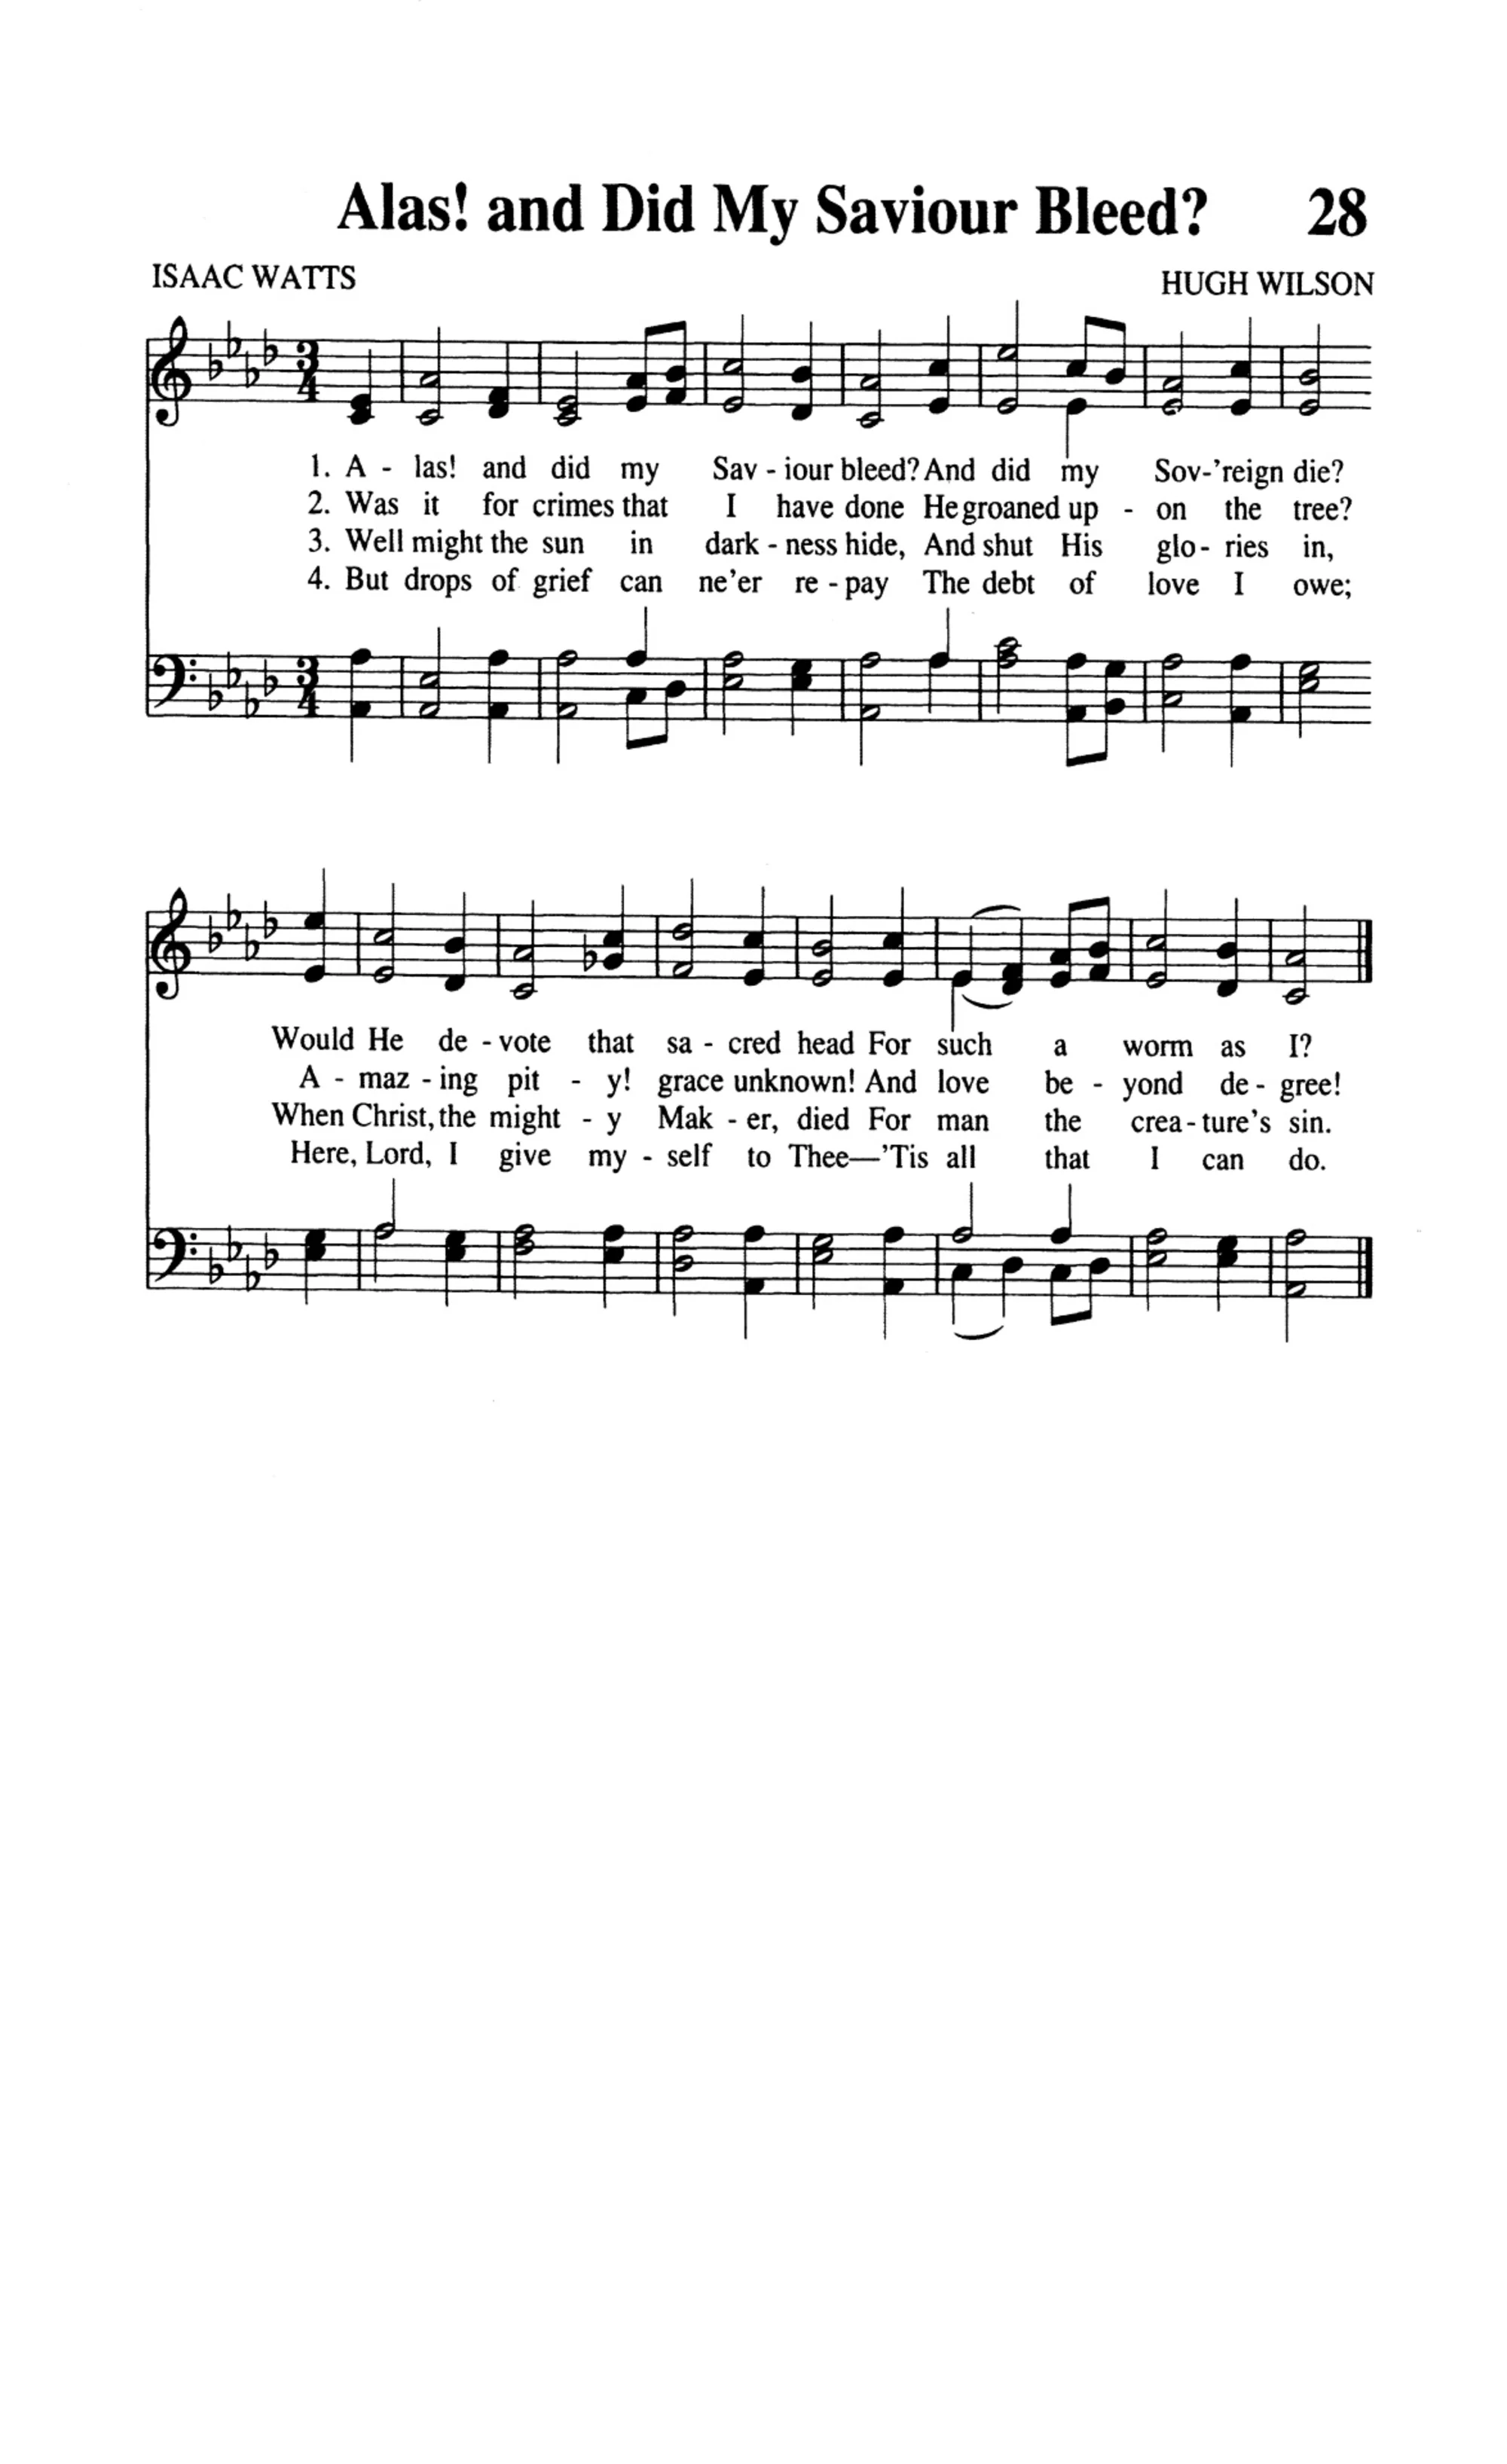 Alas! and Did My Saviour Bleed? 28
ISAAC WATTS HUGH WILSON
1. A - las! and did my Sav - iour bleed? And did my Sov-'reign die?
2. Was it for crimes that I have done He groaned up - on the tree?
3. Well might the sun in dark - ness hide, And shut His glo - ries in,
4. But drops of grief can ne'er re - pay The debt of love I owe;
Would He de - vote that sa - cred head For such a worm as I?
A - maz - ing pit - y! grace unknown! And love be - yond de - gree!
When Christ, the might - y Mak - er, died For man the crea - ture's sin.
Here, Lord, I give my - self to Thee—'Tis all that I can do.